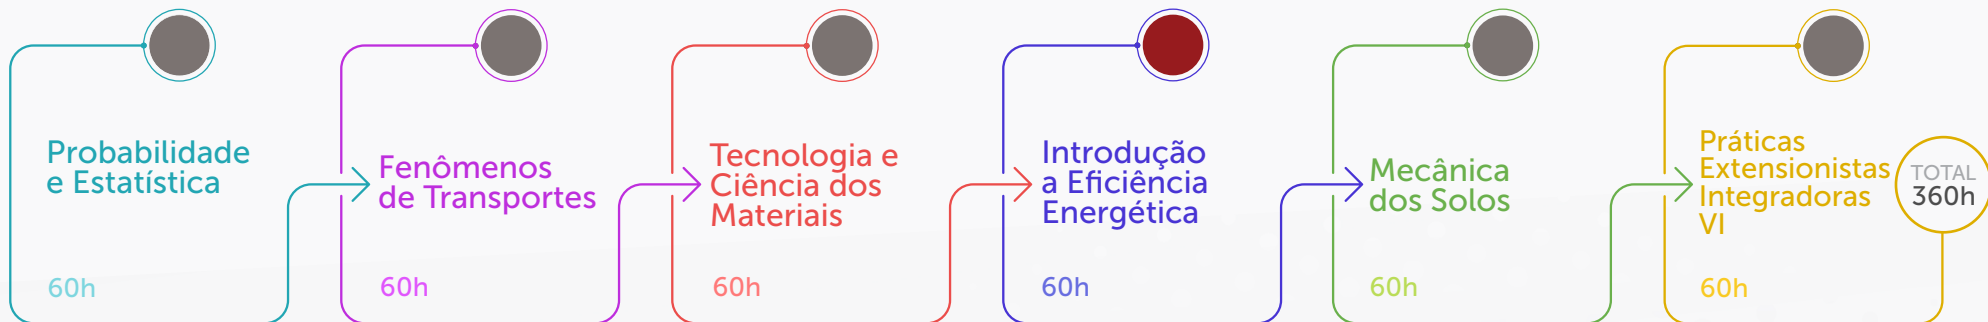 Probabilidade
e Estatística
60h
Fenômenos
de Transportes
60h
Tecnologia e
Ciência dos
Materiais
60h
Introdução
a Eficiência
Energética
60h
Mecânica
dos Solos
60h
Práticas
Extensionistas
Integradoras
VI
60h
TOTAL
360h